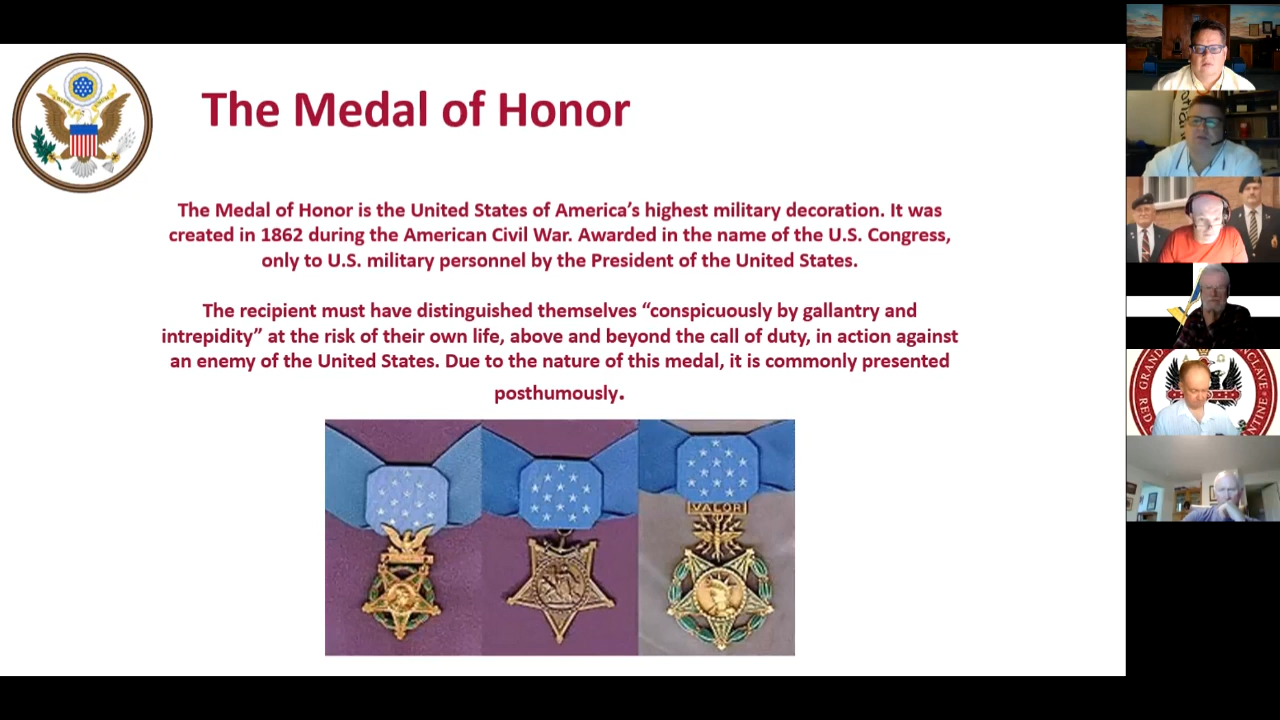 The Medal of Honor
The Medal of Honor is the United States of America’s highest military decoration. It was
created in 1862 during the American Civil War. Awarded in the name of the U.S. Congress,
only to U.S. military personnel by the President of the United States.
The recipient must have distinguished themselves “conspicuously by gallantry and
intrepidity” at the risk of their own life, above and beyond the call of duty, in action against
an enemy of the United States. Due to the nature of this medal, it is commonly presented
posthumously.
VALOR
GRAND
RED